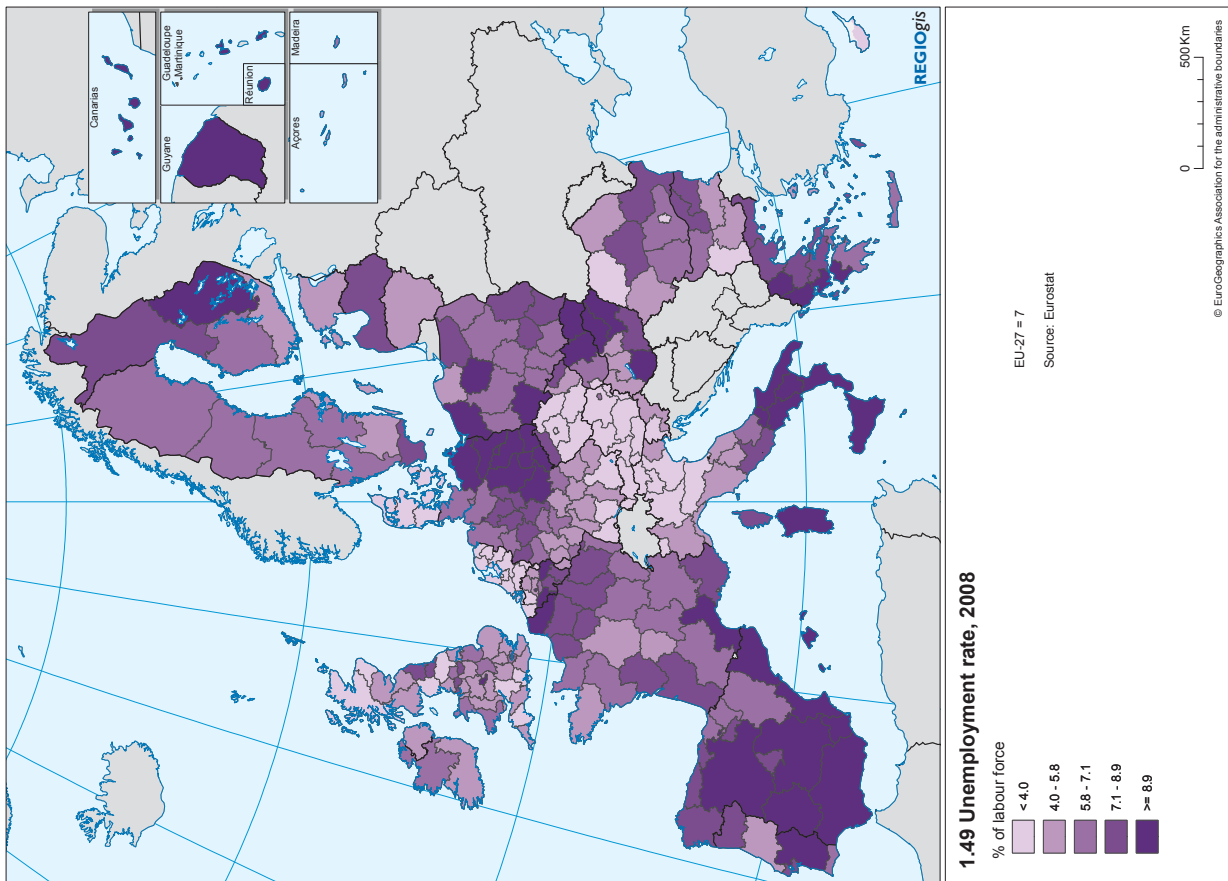 Canarias
Guyane
Guadeloupe
Martinique
Réunion
Açores
Madeira
REGIOgis
1.49 Unemployment rate, 2008
% of labour force
< 4.0
4.0 - 5.8
5.8 - 7.1
7.1 - 8.9
>= 8.9
EU-27 = 7
Source: Eurostat
0 500 Km
© EuroGeographics Association for the administrative boundaries